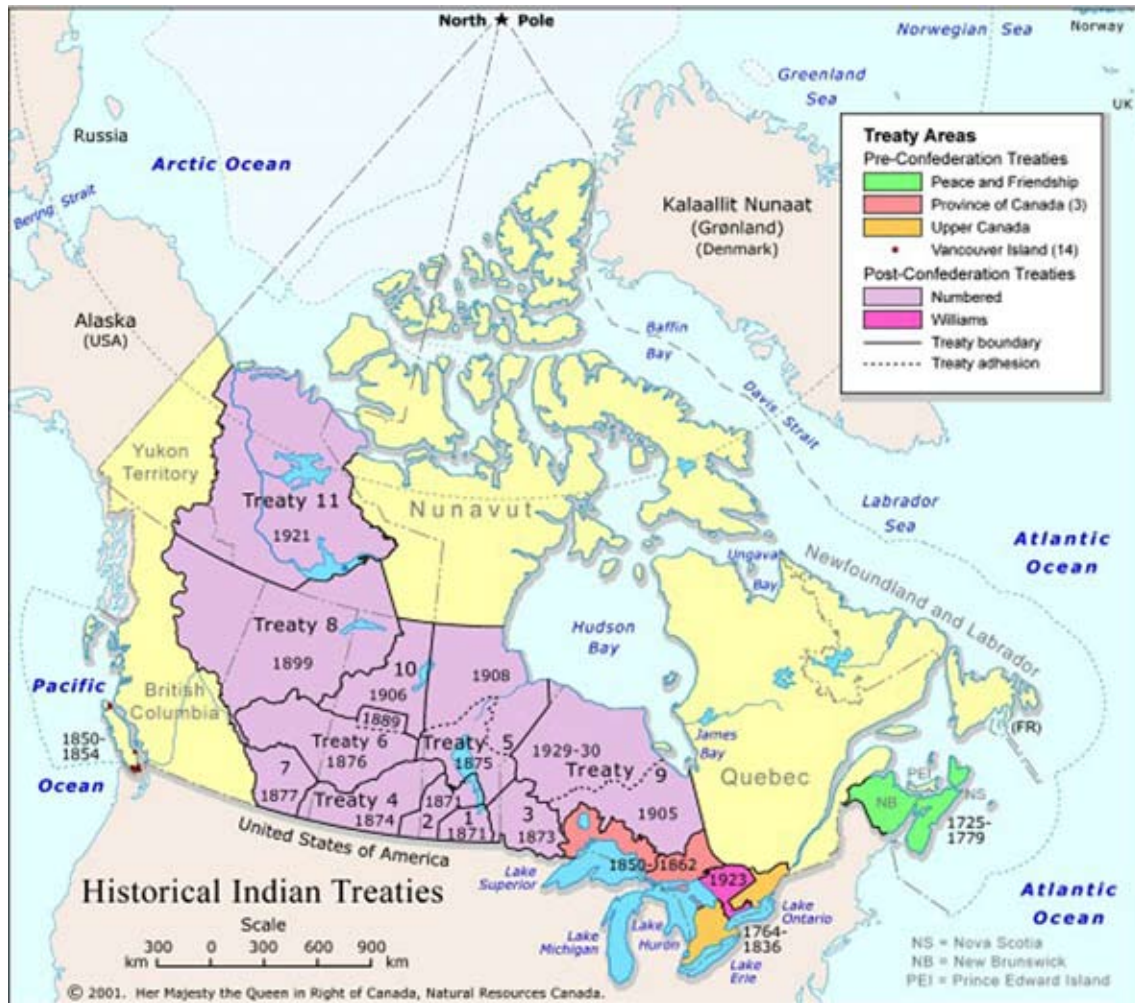 North Pole
Norwegian Sea
Norway
Greenland
Sea
UK
Russia
Arctic Ocean
Bering Strait
Treaty Areas
Pre-Confederation Treaties
Peace and Friendship
Province of Canada (3)
Upper Canada
Vancouver Island (14)
Post-Confederation Treaties
Numbered
Williams
Treaty boundary
Treaty adhesion
Kalaallit Nunaat
(Grønland)
(Denmark)
Alaska
(USA)
Baffin
Bay
Davis Strait
Yukon
Territory
Treaty 11
1921
Nunavut
Labrador
Sea
Atlantic
Ocean
Ungava
Bay
Newfoundland and Labrador
Hudson
Bay
Treaty 8
1899
10
1906
1908
Pacific
Ocean
British
Columbia
1850-
1854
1889
Treaty 6
1876
Treaty 5
1875
1929-30
Treaty 9
1905
James
Bay
Quebec
(FR)
PEI
NB
NS
1725-
1779
7
1877
Treaty 4
1874
1871
2
1
1871
3
1873
United States of America
1850-1862
1923
Lake
Superior
Lake
Michigan
Lake
Huron
Lake
Ontario
1764-
1836
Lake
Erie
Atlantic
Ocean
Historical Indian Treaties
Scale
300 0 300 600 900
km km
NS = Nova Scotia
NB = New Brunswick
PEI = Prince Edward Island
© 2001. Her Majesty the Queen in Right of Canada, Natural Resources Canada.